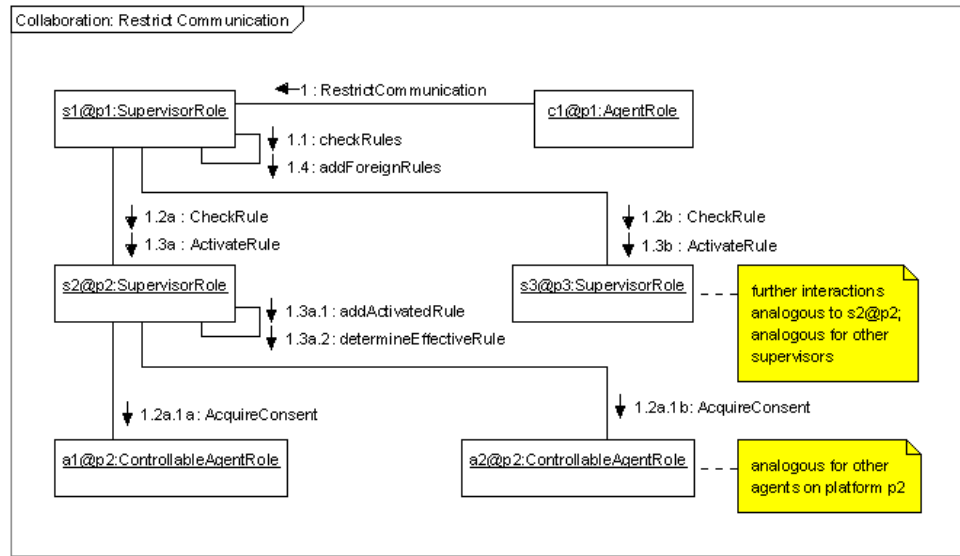 Collaboration: Restrict Communication
1 : RestrictCommunication
s1@p1:SupervisorRole
c1@p1:AgentRole
1.1 : checkRules
1.4 : addForeignRules
1.2a : CheckRule
1.2b : CheckRule
1.3a : ActivateRule
1.3b : ActivateRule
s2@p2:SupervisorRole
s3@p3:SupervisorRole
further interactions
analogous to s2@p2;
analogous for other
supervisors
1.3a.1 : addActivatedRule
1.3a.2 : determineEffectiveRule
1.2a.1a : AcquireConsent
1.2a.1b : AcquireConsent
a1@p2:ControllableAgentRole
a2@p2:ControllableAgentRole
analogous for other
agents on platform p2